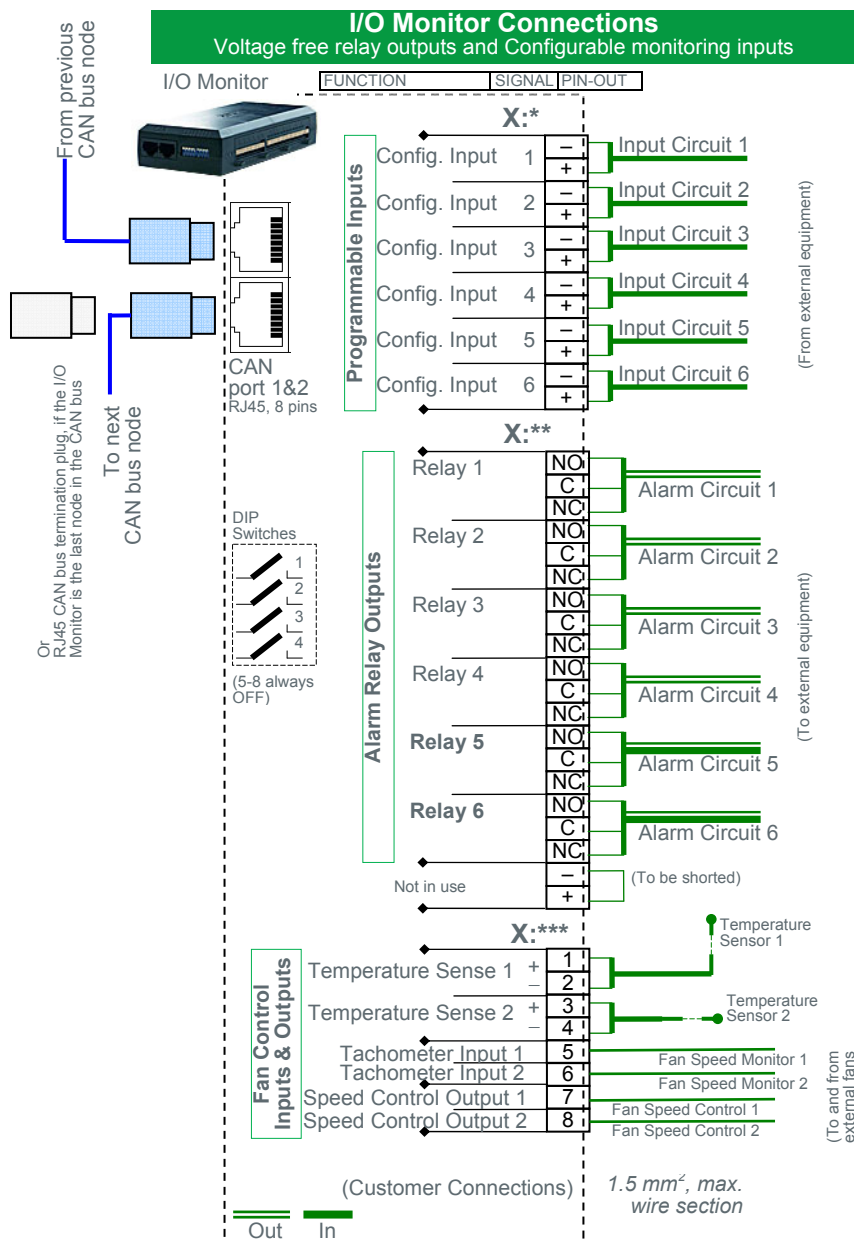 I/O Monitor Connections
Voltage free relay outputs and Configurable monitoring inputs
From previous
CAN bus node
I/O Monitor
FUNCTION
SIGNAL
PIN-OUT
X:*
Programmable Inputs
Config. Input 1
–
+
Input Circuit 1
Config. Input 2
–
+
Input Circuit 2
Config. Input 3
–
+
Input Circuit 3
Config. Input 4
–
+
Input Circuit 4
Config. Input 5
–
+
Input Circuit 5
Config. Input 6
–
+
Input Circuit 6
(From external equipment)
CAN
port 1&2
RJ45, 8 pins
To next
CAN bus node
Or
RJ45 CAN bus termination plug, if the I/O
Monitor is the last node in the CAN bus
DIP
Switches
1
2
3
4
(5-8 always
OFF)
X:**
Alarm Relay Outputs
Relay 1
NO
C
NC
Alarm Circuit 1
Relay 2
NO
C
NC
Alarm Circuit 2
Relay 3
NO
C
NC
Alarm Circuit 3
Relay 4
NO
C
NC
Alarm Circuit 4
Relay 5
NO
C
NC
Alarm Circuit 5
Relay 6
NO
C
NC
Alarm Circuit 6
(To external equipment)
Not in use
–
+
(To be shorted)
X:***
Fan Control
Inputs & Outputs
Temperature Sense 1 +
–
1
2
Temperature
Sensor 1
Temperature Sense 2 +
–
3
4
Temperature
Sensor 2
Tachometer Input 1
5
Fan Speed Monitor 1
Tachometer Input 2
6
Fan Speed Monitor 2
Speed Control Output 1
7
Fan Speed Control 1
Speed Control Output 2
8
Fan Speed Control 2
(To and from
external fans
(Customer Connections)
1.5 mm², max.
wire section
Out
In